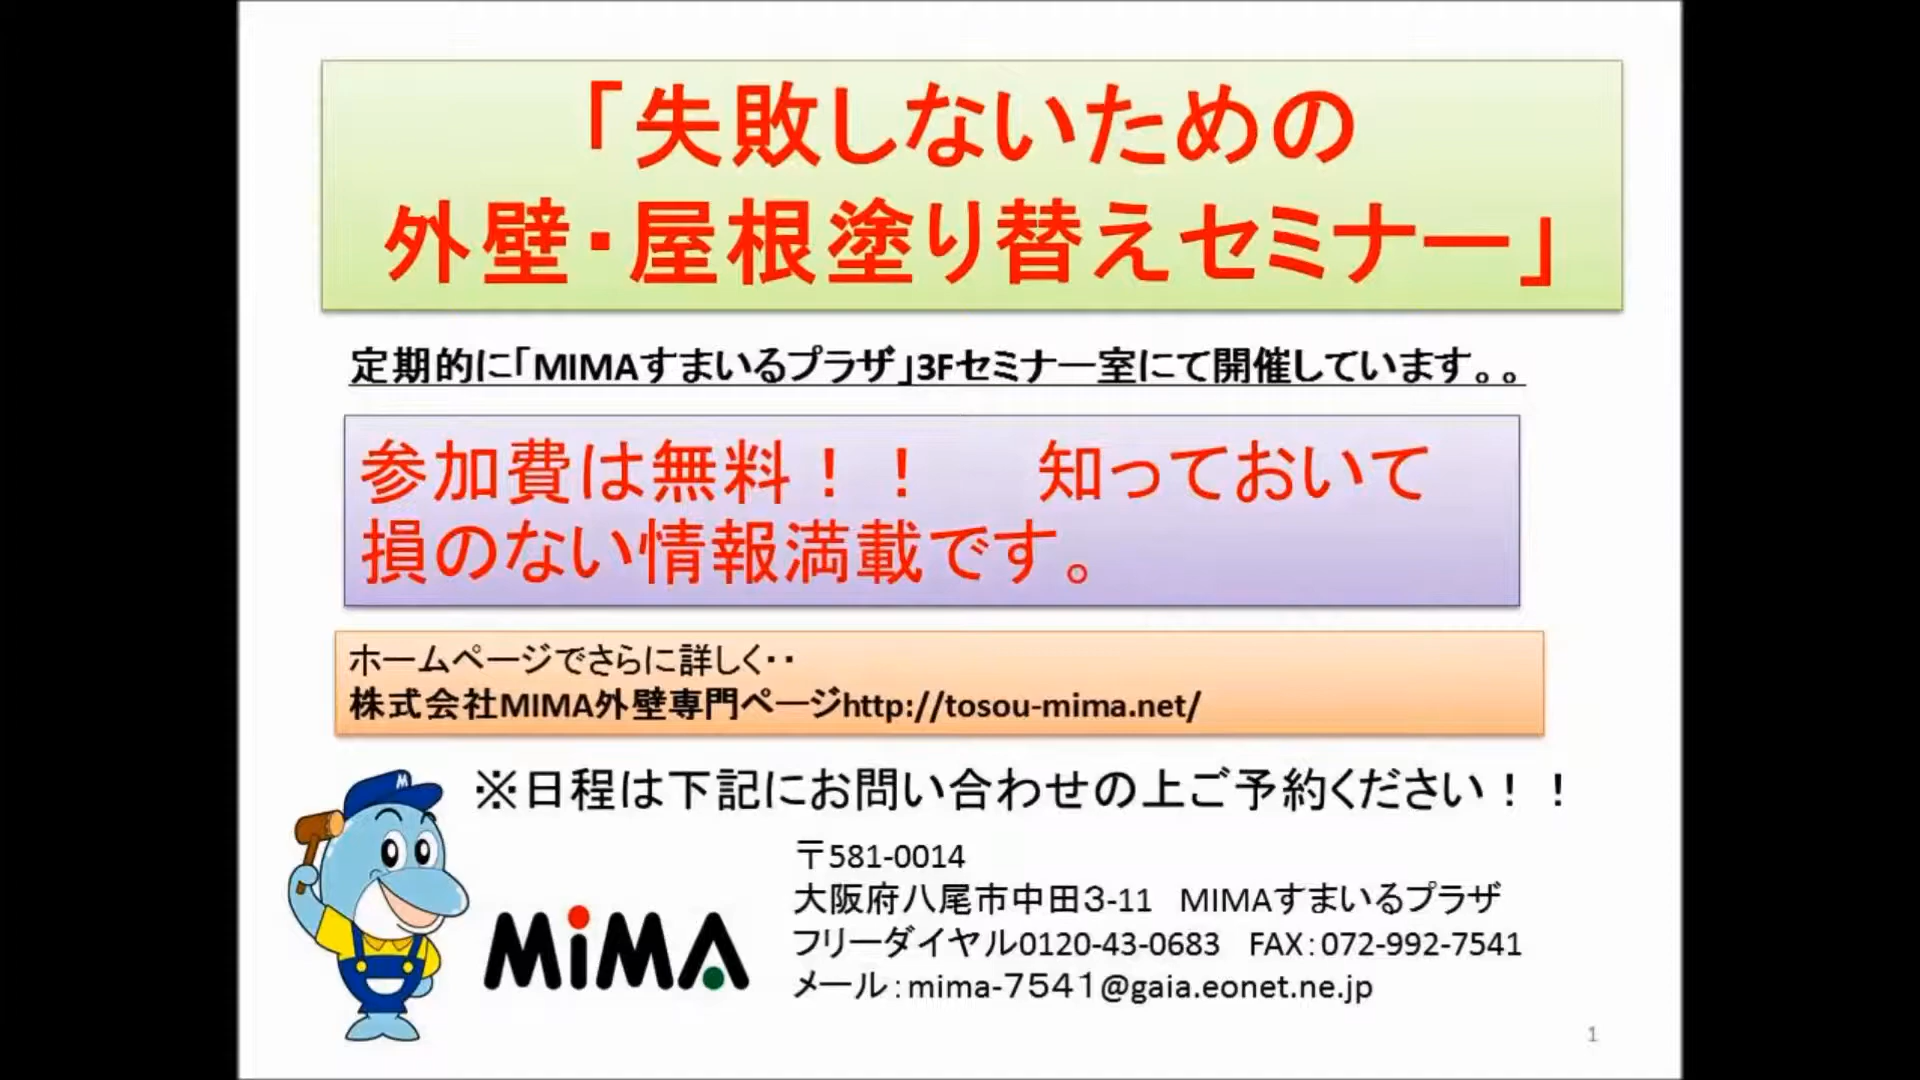 「失敗しないための
外壁・屋根塗り替えセミナー」
定期的に「MIMAすまいるプラザ」3Fセミナー室にて開催しています。。
参加費は無料！！　知っておいて
損のない情報満載です。
ホームページでさらに詳しく・・
株式会社MIMA外壁専門ページhttp://tosou-mima.net/
※日程は下記にお問い合わせの上ご予約ください！！
〒581-0014
大阪府八尾市中田３-11　MIMAすまいるプラザ
フリーダイヤル0120-43-0683　FAX：072-992-7541
メール：mima-７５４１@gaia.eonet.ne.jp
M
MiMA
1